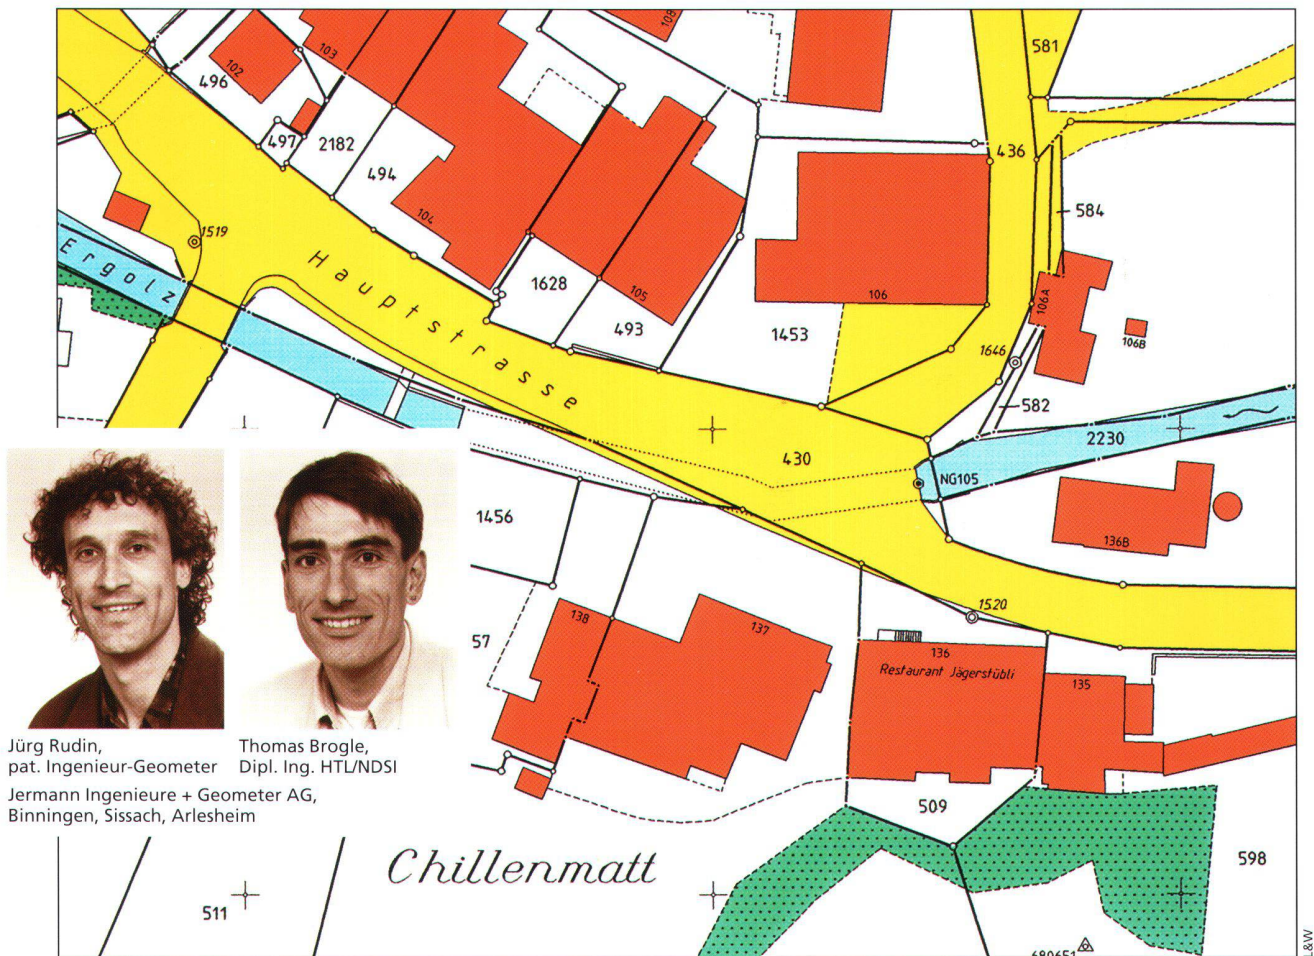 108
581
103
102
496
497
2182
494
436
584
104
1519
Ergolz
Hauptstrasse
1628
105
493
106
1453
106A
1646
106B
582
2230
430
NG105
1456
136B
1520
138
137
57
136
Restaurant Jägerstübli
135
Jürg Rudin,
pat. Ingenieur-Geometer
Thomas Brogle,
Dipl. Ing. HTL/NDSI
Jermann Ingenieure + Geometer AG,
Binningen, Sissach, Arlesheim
509
Chillenmatt
598
511
L&W